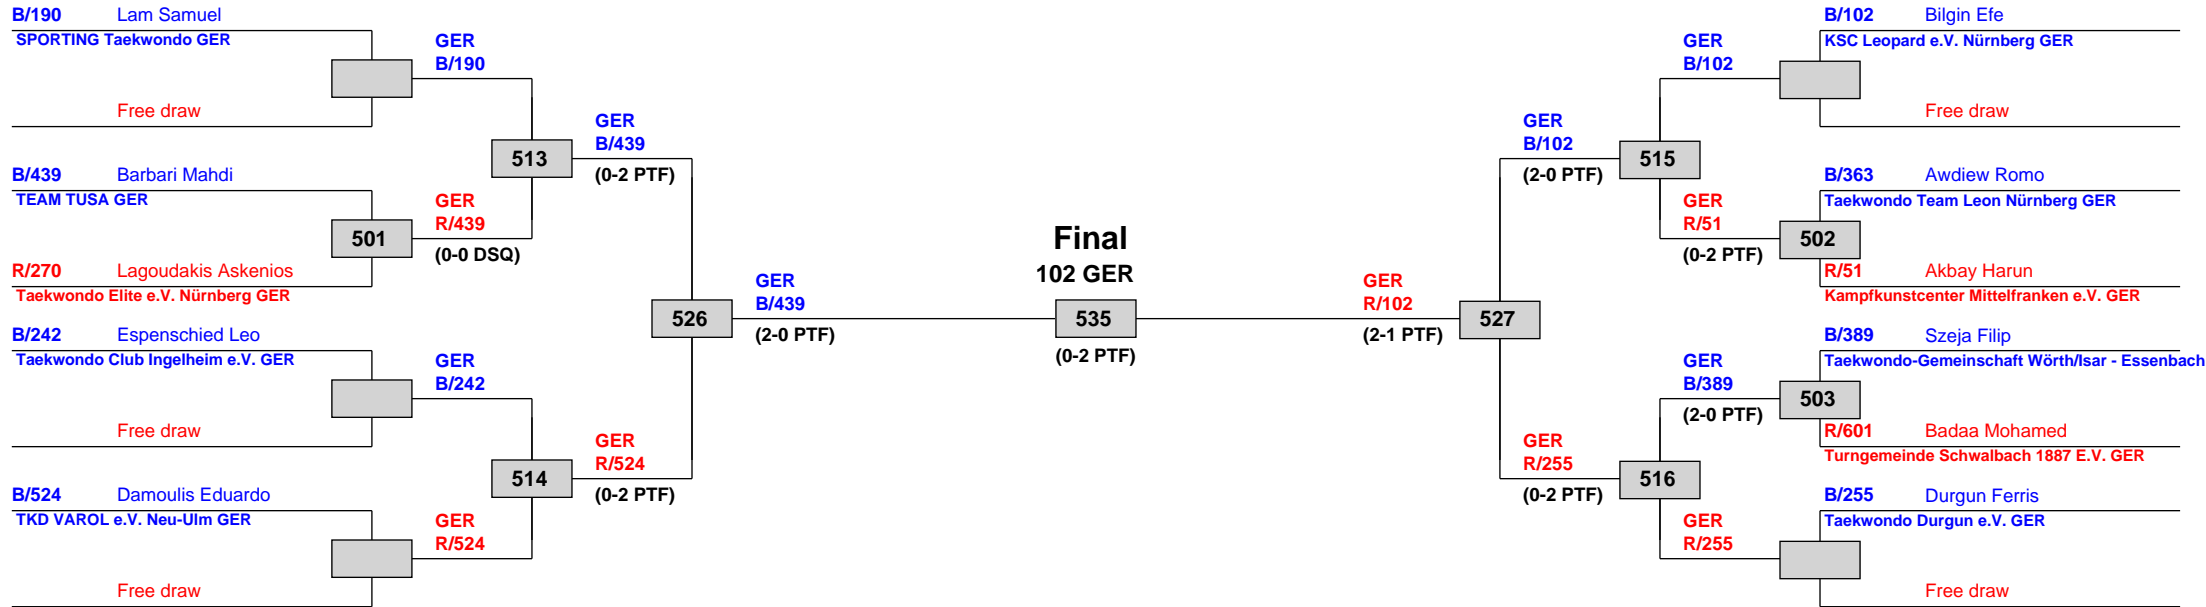 B/190 Lam Samuel
SPORTING Taekwondo GER
Free draw
B/439 Barbari Mahdi
TEAM TUSA GER
R/270 Lagoudakis Askenios
Taekwondo Elite e.V. Nürnberg GER
B/242 Espenschied Leo
Taekwondo Club Ingelheim e.V. GER
Free draw
B/524 Damoulis Eduardo
TKD VAROL e.V. Neu-Ulm GER
Free draw
501
GER
B/190
GER
R/439
(0-0 DSQ)
GER
B/242
GER
R/524
513
514
GER
B/439
(0-2 PTF)
GER
R/524
(0-2 PTF)
526
GER
B/439
(2-0 PTF)
Final
102 GER
535
(0-2 PTF)
GER
R/102
(2-1 PTF)
527
GER
B/102
(2-0 PTF)
GER
R/255
(0-2 PTF)
515
516
GER
B/102
GER
R/51
(0-2 PTF)
GER
B/389
(2-0 PTF)
GER
R/255
502
503
B/102 Bilgin Efe
KSC Leopard e.V. Nürnberg GER
Free draw
B/363 Awdiew Romo
Taekwondo Team Leon Nürnberg GER
R/51 Akbay Harun
Kampfkunstcenter Mittelfranken e.V. GER
B/389 Szeja Filip
Taekwondo-Gemeinschaft Wörth/Isar - Essenbach
R/601 Badaa Mohamed
Turngemeinde Schwalbach 1887 E.V. GER
B/255 Durgun Ferris
Taekwondo Durgun e.V. GER
Free draw